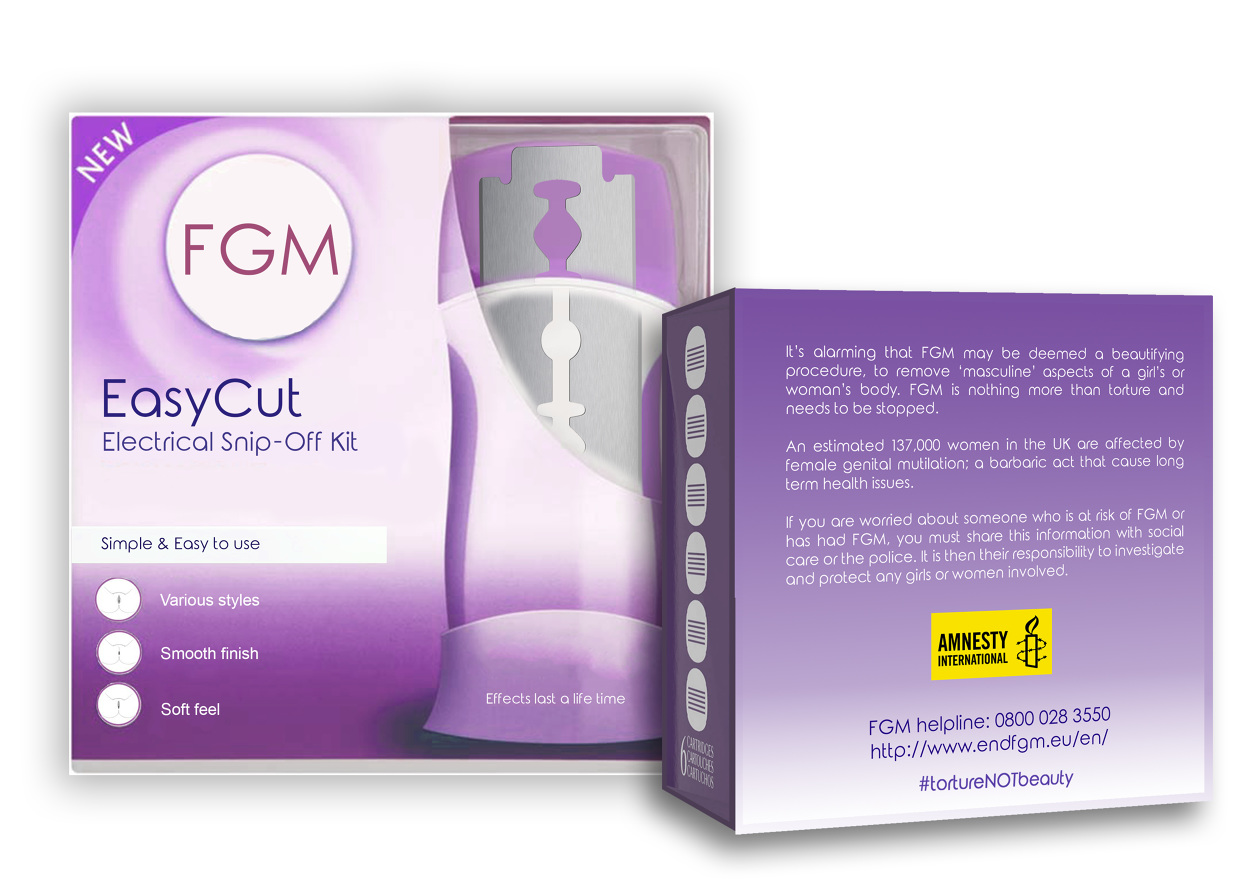 NEW
FGM
EasyCut
Electrical Snip-Off Kit
Simple & Easy to use
Various styles
Smooth finish
Soft feel
Effects last a life time
6 CARTRIDGES
CARTOUCHES
CARTUCHOS
It's alarming that FGM may be deemed a beautifying
procedure, to remove 'masculine' aspects of a girl's or
woman's body. FGM is nothing more than torture and
needs to be stopped.
An estimated 137,000 women in the UK are affected by
female genital mutilation; a barbaric act that cause long
term health issues.
If you are worried about someone who is at risk of FGM or
has had FGM, you must share this information with social
care or the police. It is then their responsibility to investigate
and protect any girls or women involved.
AMNESTY
INTERNATIONAL
FGM helpline: 0800 028 3550
http://www.endfgm.eu/en/
#tortureNOTbeauty